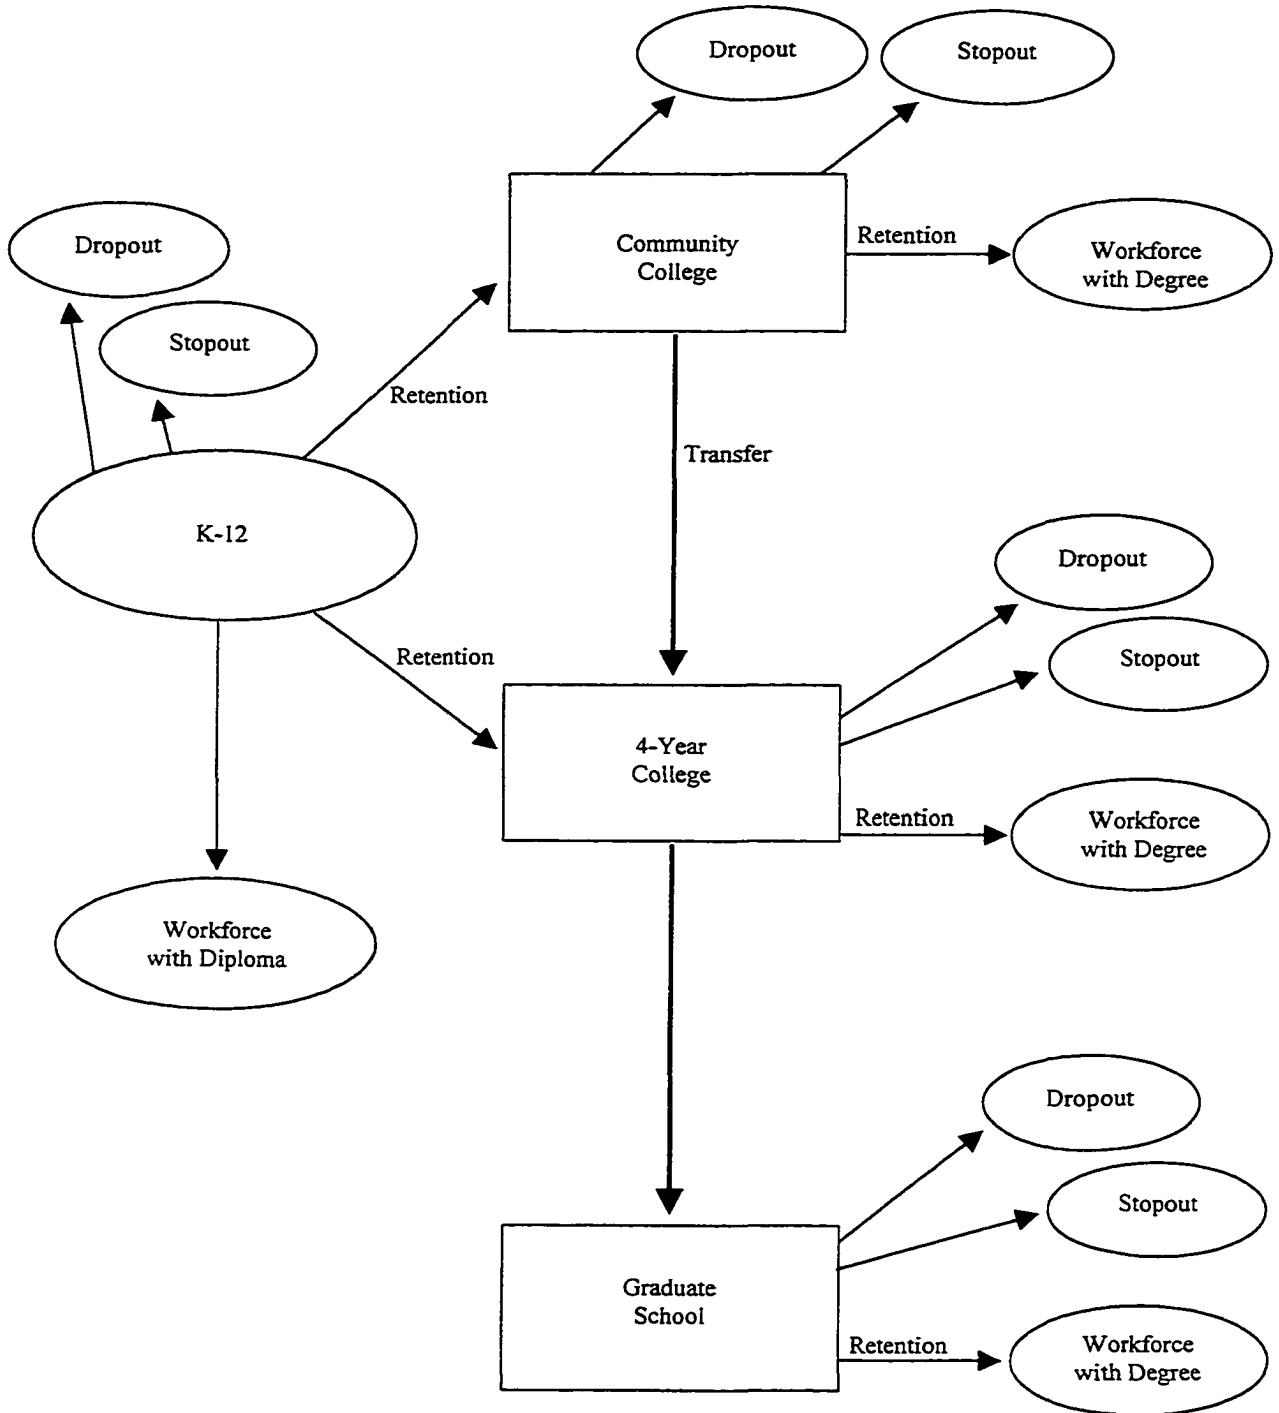 Dropout
Stopout
Community
College
Retention
Workforce
with Degree
Dropout
Stopout
Retention
Transfer
K-12
Retention
Dropout
Stopout
4-Year
College
Retention
Workforce
with Degree
Workforce
with Diploma
Dropout
Stopout
Graduate
School
Retention
Workforce
with Degree